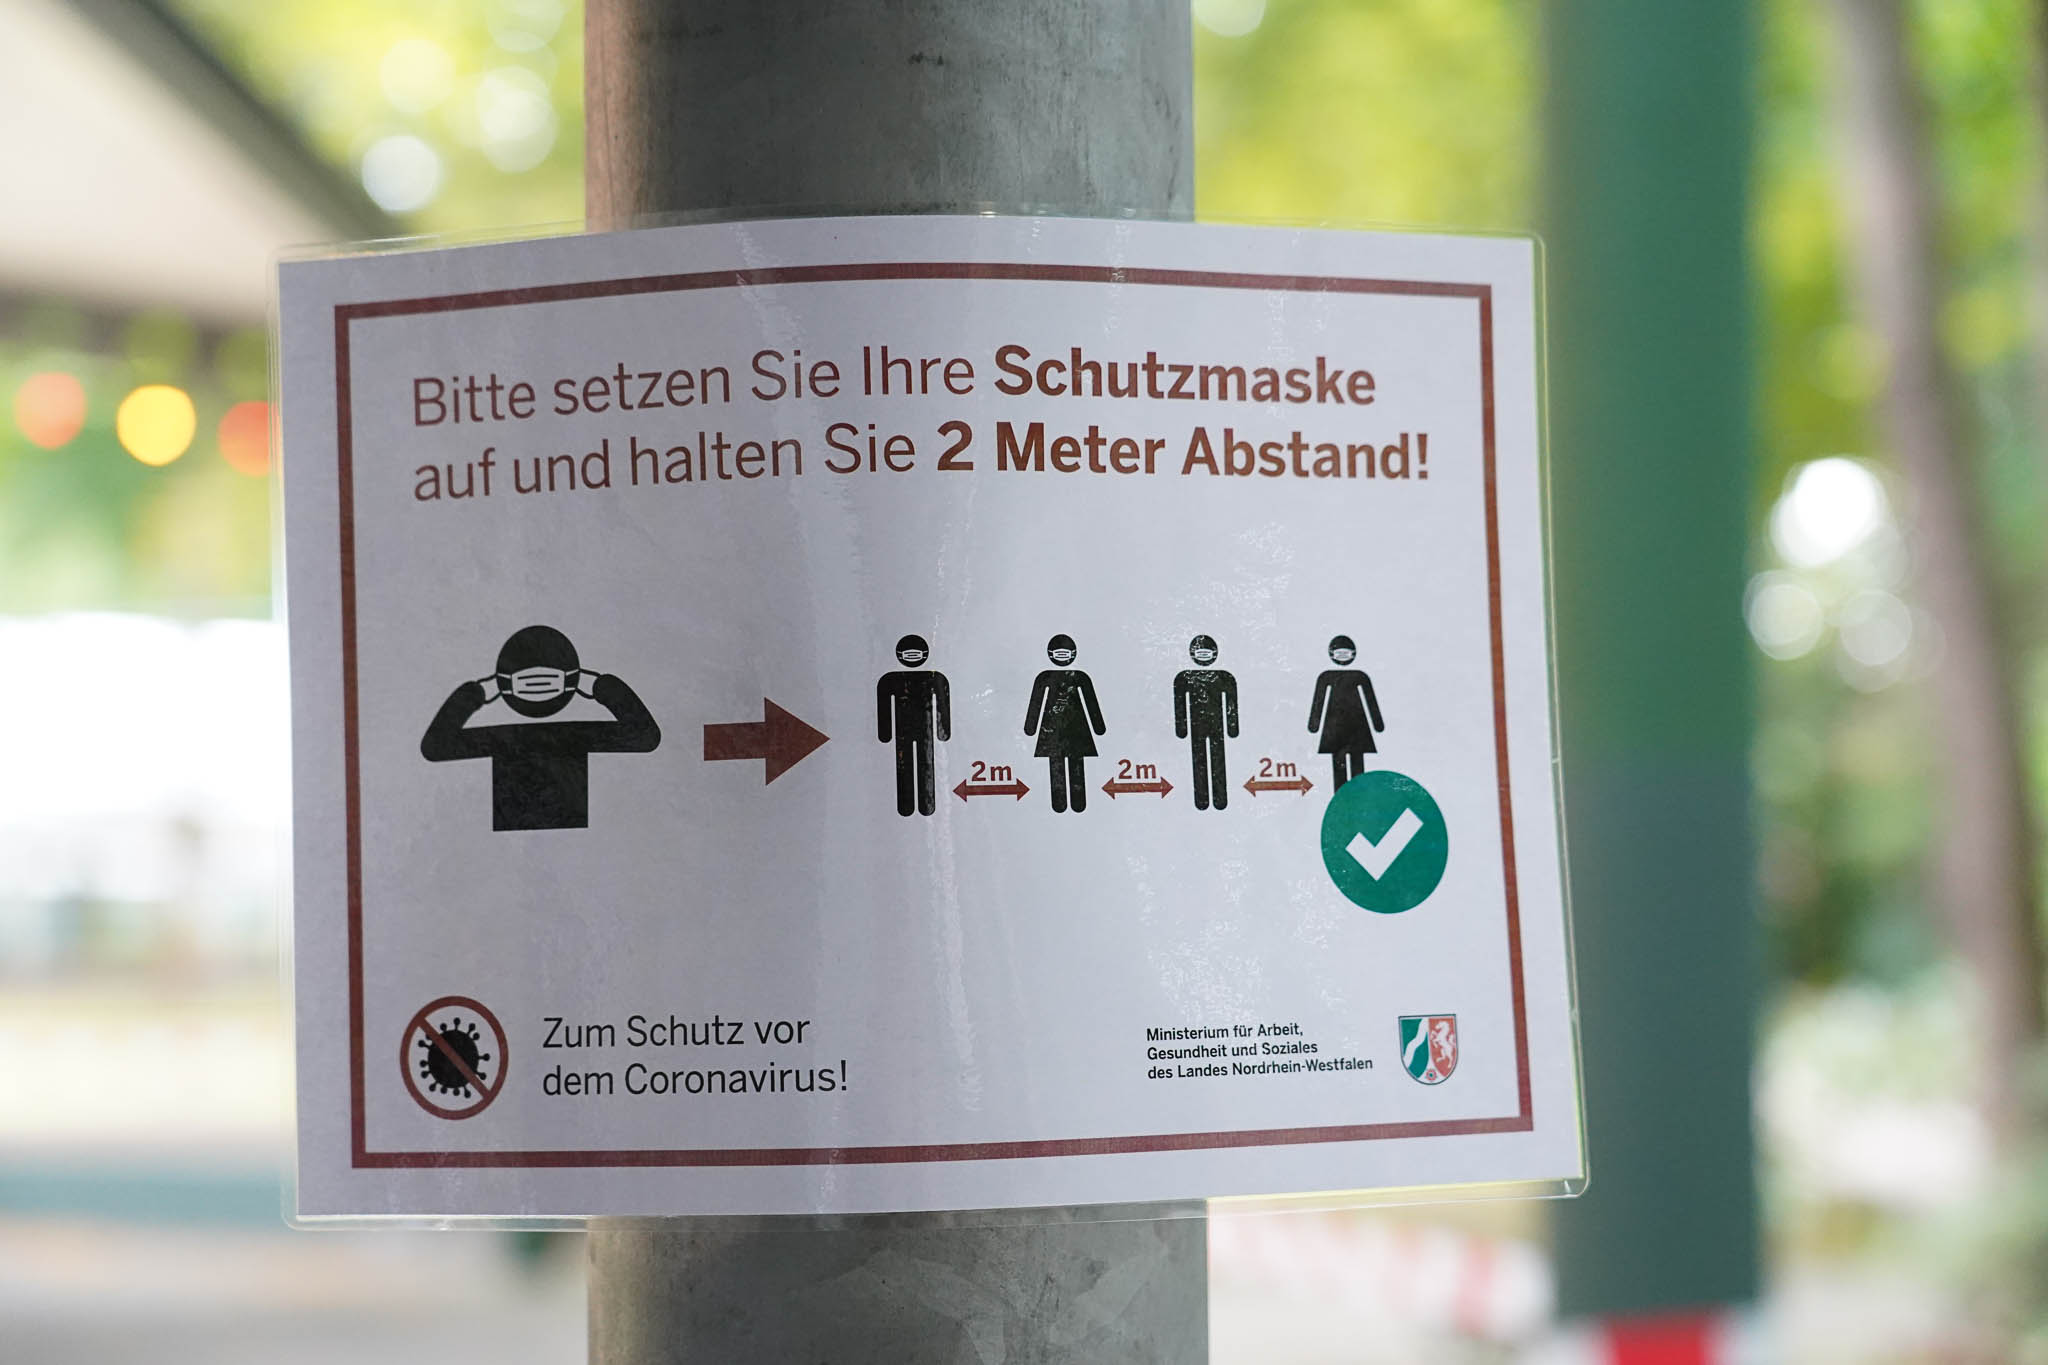 Bitte setzen Sie Ihre Schutzmaske
auf und halten Sie 2 Meter Abstand!
2m 2m 2m
Zum Schutz vor
dem Coronavirus!
Ministerium für Arbeit,
Gesundheit und Soziales
des Landes Nordrhein-Westfalen